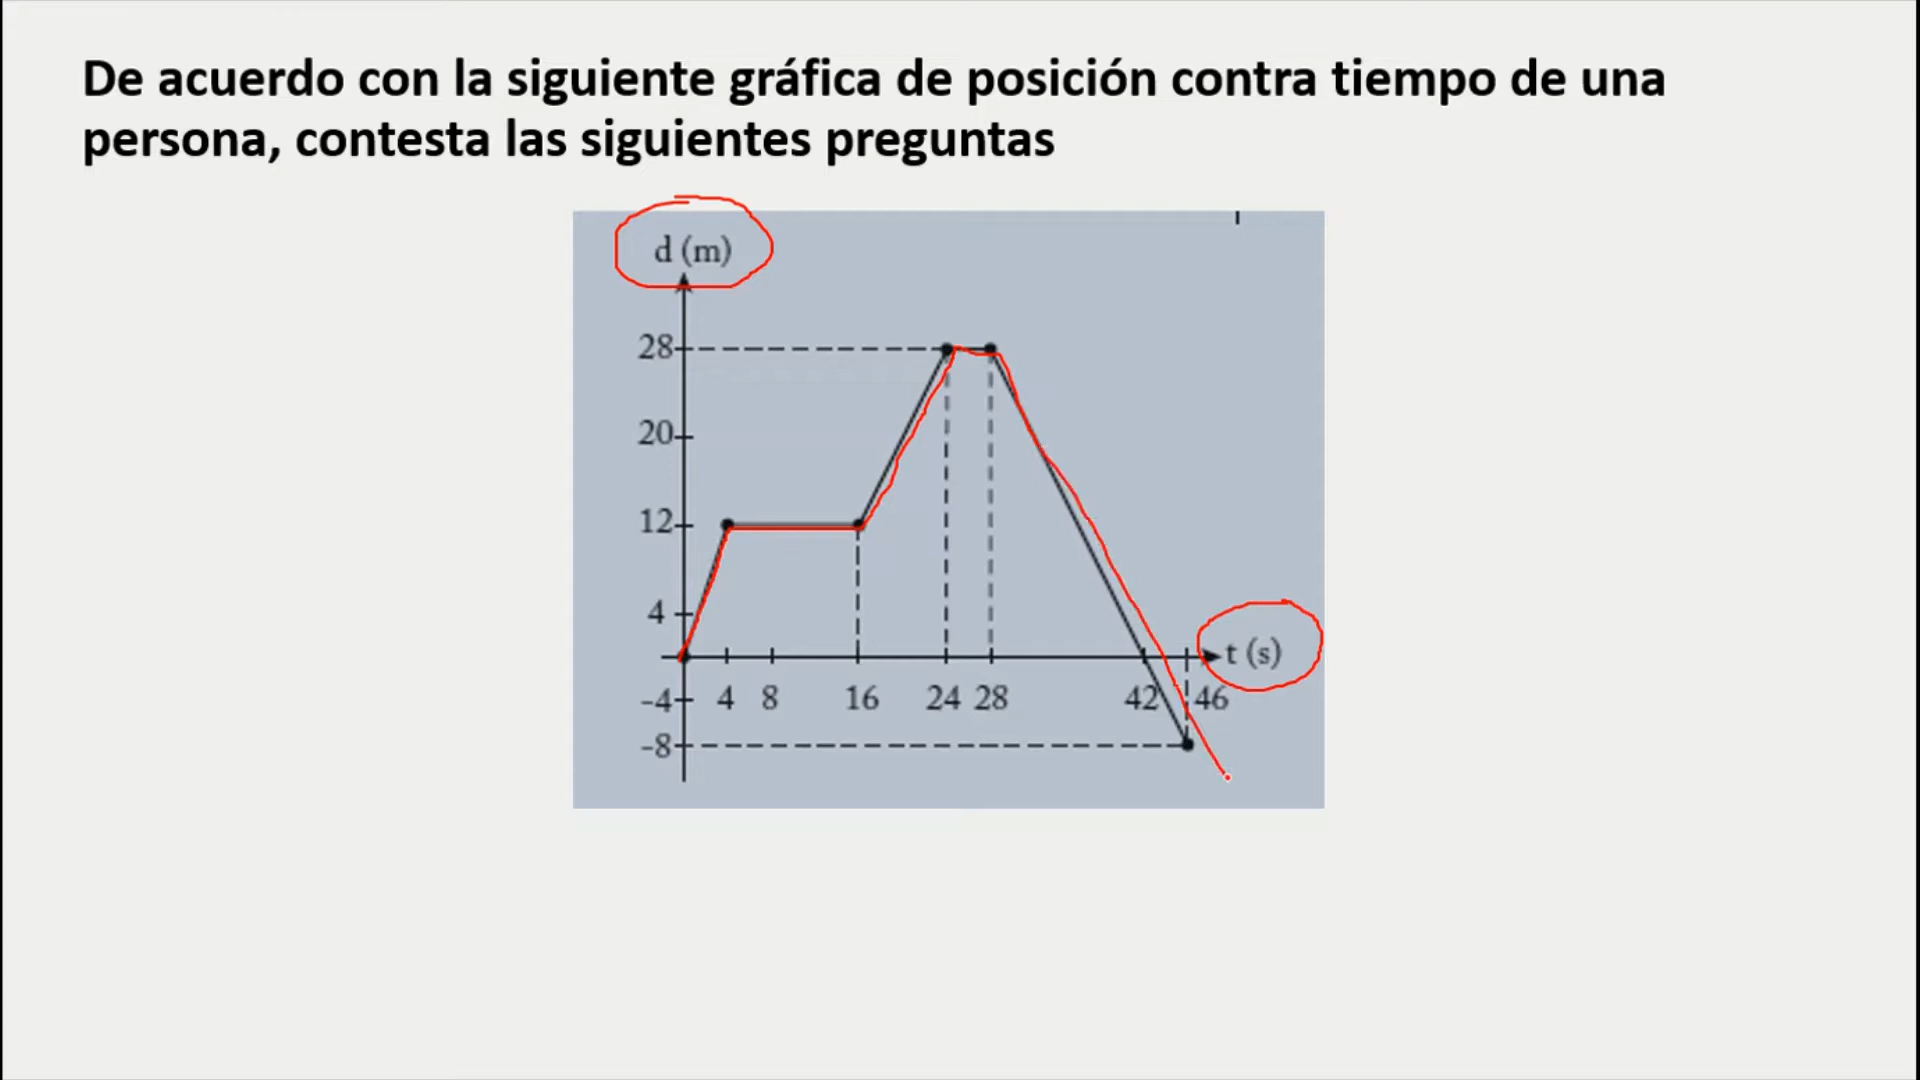 De acuerdo con la siguiente gráfica de posición contra tiempo de una
persona, contesta las siguientes preguntas
d (m)
28
20
12
4
t (s)
-4 4 8 16 24 28 42 46
-8